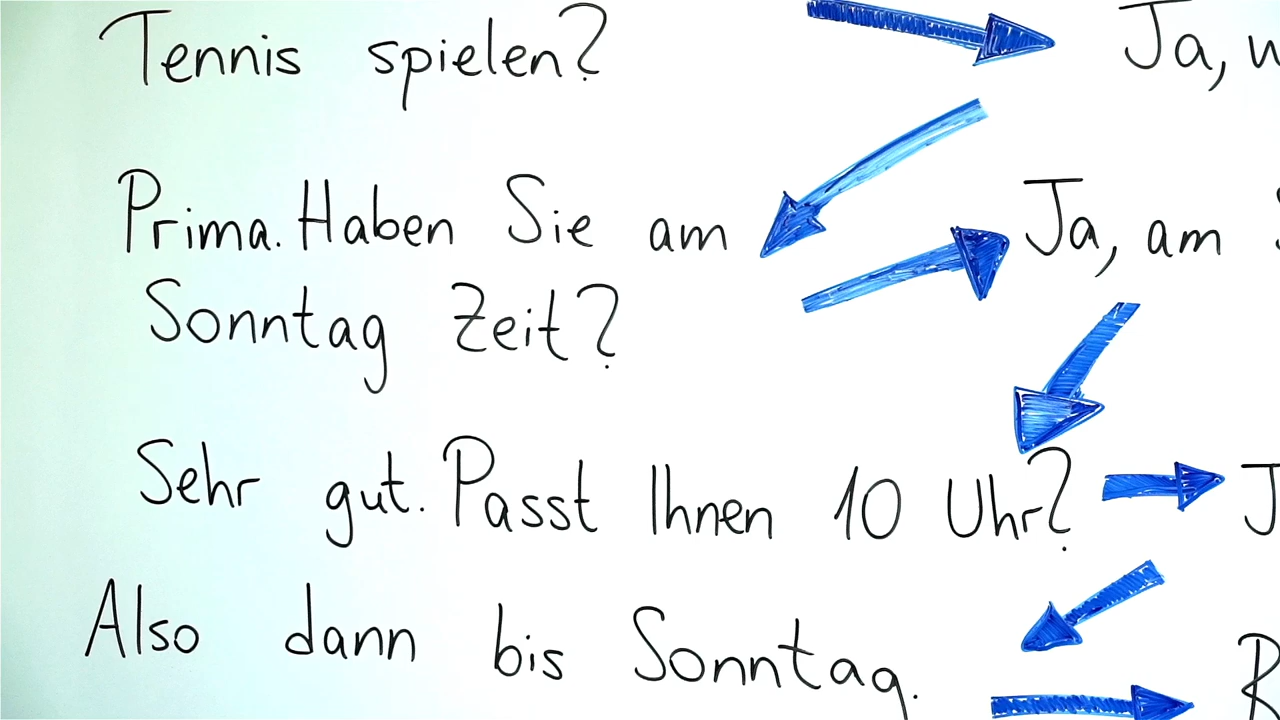 Tennis spielen?
Ja,
Prima. Haben Sie am
Sonntag Zeit?
Ja, am
Sehr gut. Passt Ihnen 10 Uhr?
Also dann bis Sonntag.